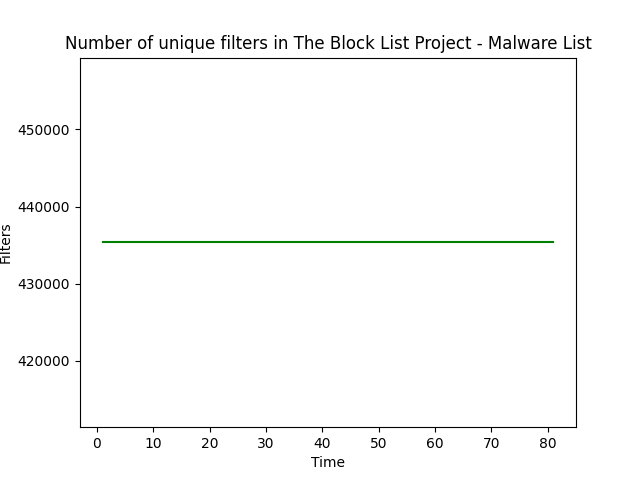 Number of unique filters in The Block List Project - Malware List
450000
440000
430000
420000
Filters
0 10 20 30 40 50 60 70 80
Time